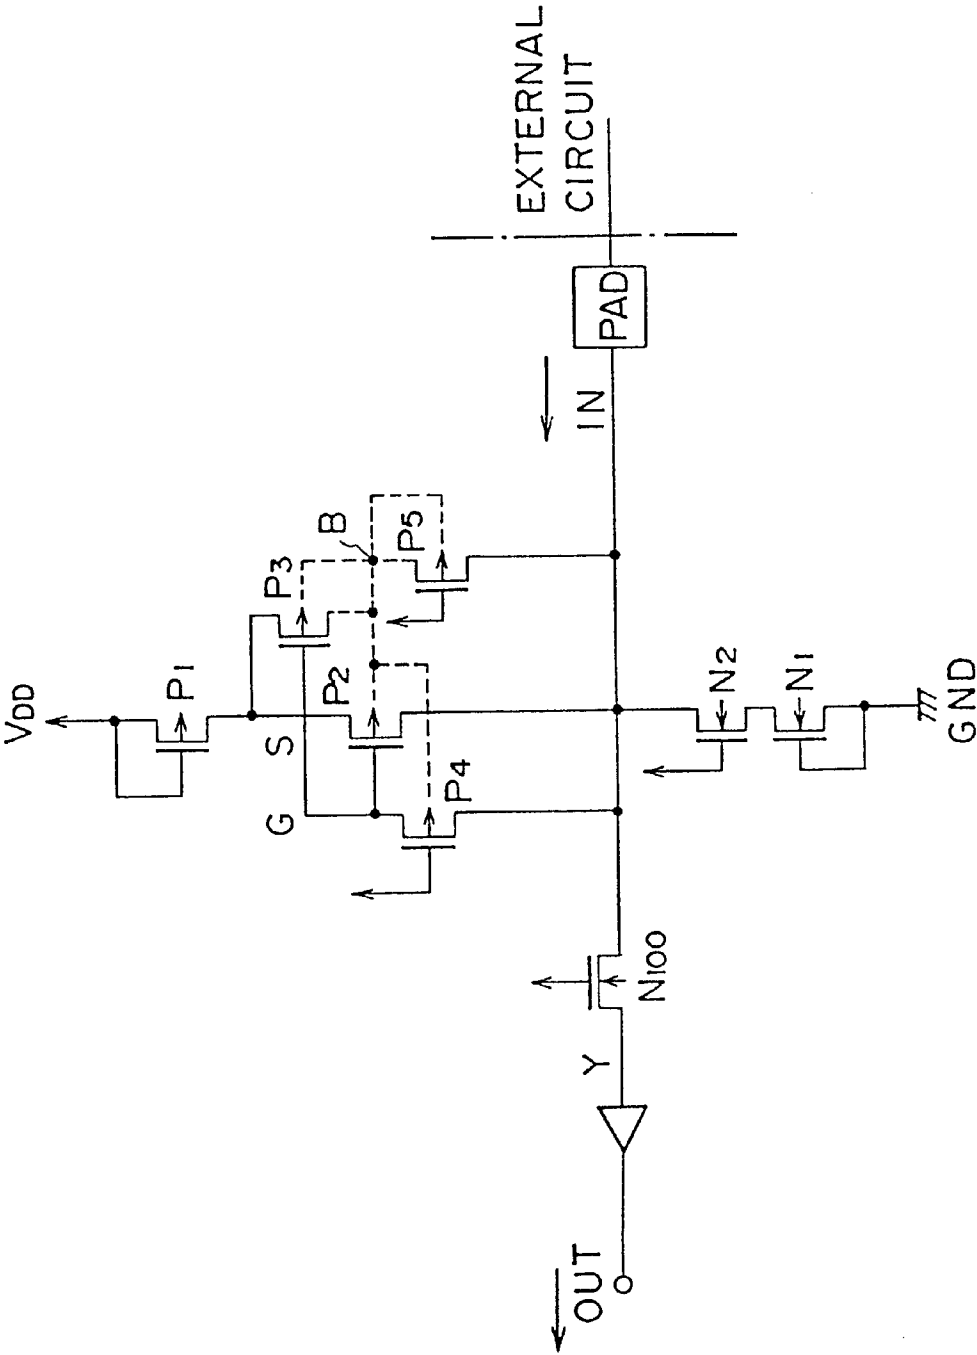 VDD
P1
S
P2
P3
B
P5
G
P4
EXTERNAL
CIRCUIT
PAD
IN
N2
N1
GND
N100
Y
OUT